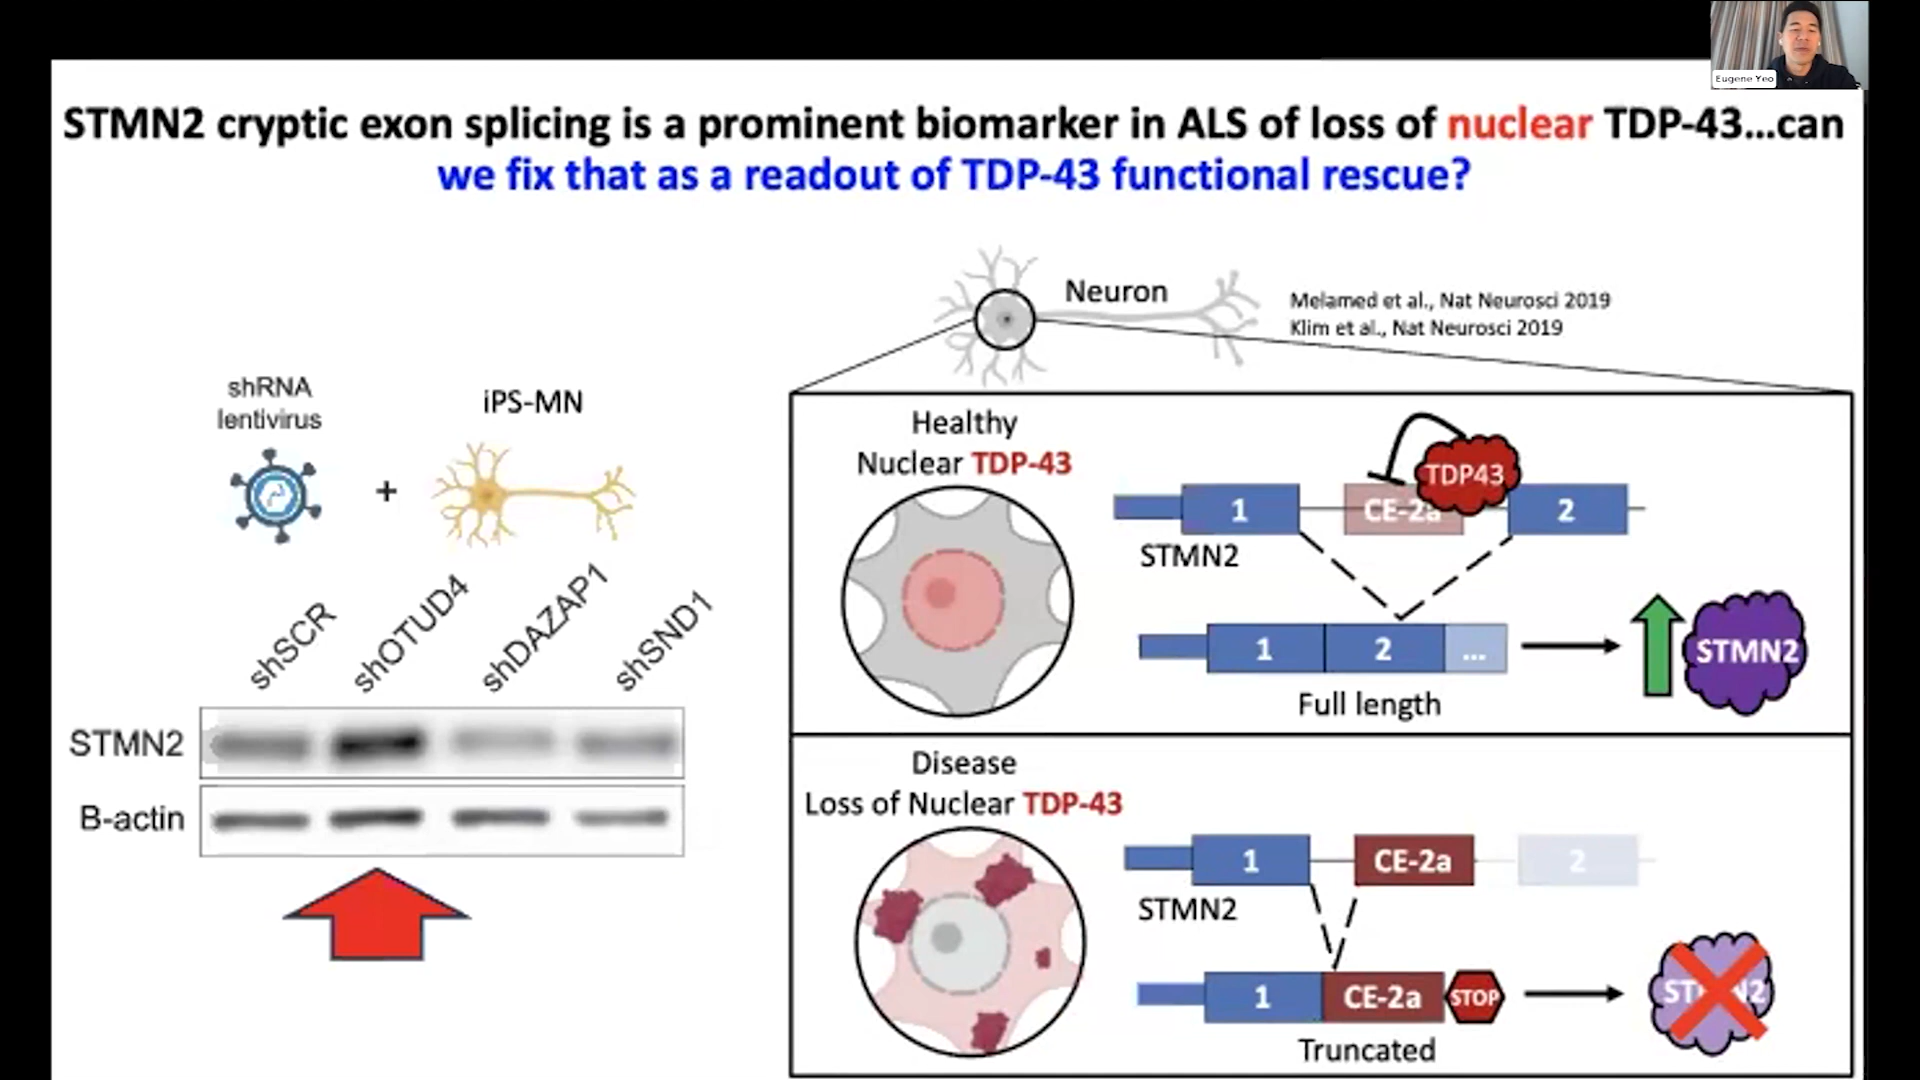 Eugene Yeo
STMN2 cryptic exon splicing is a prominent biomarker in ALS of loss of nuclear TDP-43...can
we fix that as a readout of TDP-43 functional rescue?
Neuron
Melamed et al., Nat Neurosci 2019
Klim et al., Nat Neurosci 2019
shRNA
lentivirus
iPS-MN
+
shSCR
shOTUD4
shDAZAP1
shSND1
STMN2
B-actin
Healthy
Nuclear TDP-43
TDP43
1
CE-2a
2
STMN2
1
2
...
STMN2
Full length
Disease
Loss of Nuclear TDP-43
1
CE-2a
2
STMN2
1
CE-2a
STOP
STMN2
Truncated